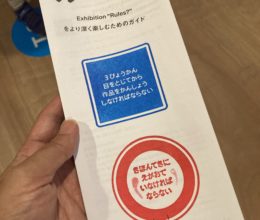 Exhibition "Rules?"
をより深く楽しむためのガイド
3びょうかん
目をとじてから
作品をかんしょう
しなければならない
きほんてきに
えがおで
いなければ
ならない